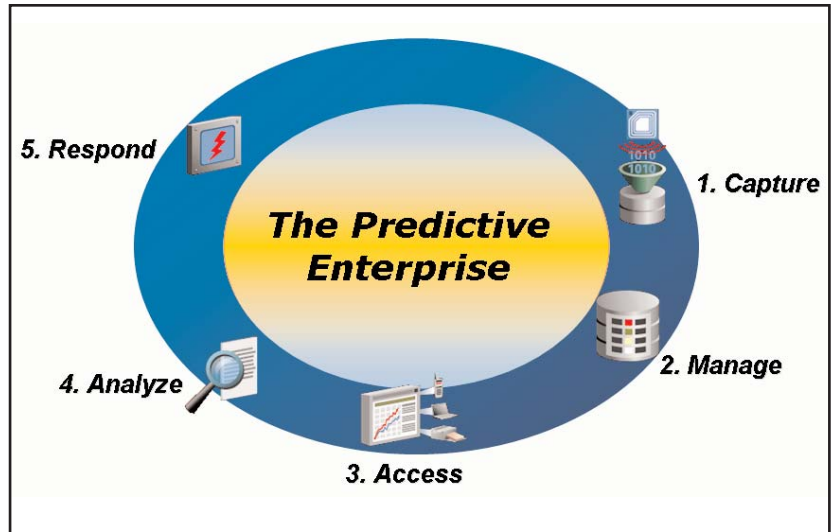 The Predictive
Enterprise
1010
1010
1. Capture
2. Manage
3. Access
4. Analyze
5. Respond